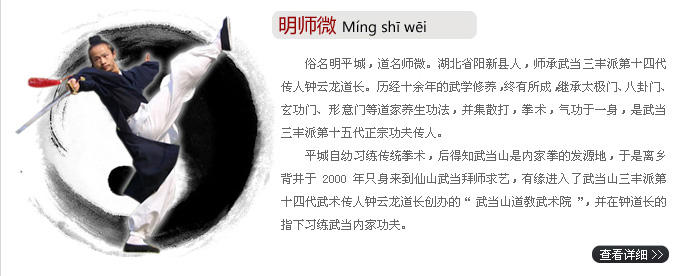 明师微 Míng shī wēi
俗名明平城，道名师微。湖北省阳新县人，师承武当三丰派第十四代
传人钟云龙道长。历经十余年的武学修养,终有所成,继承太极门、八卦门、
玄功门、形意门等道家养生功法，并集散打，拳术，气功于一身，是武当
三丰派第十五代正宗功夫传人。
平城自幼习练传统拳术，后得知武当山是内家拳的发源地，于是离乡
背井于 2000 年只身来到仙山武当拜师求艺，有缘进入了武当山三丰派第
十四代武术传人钟云龙道长创办的“ 武当山道教武术院 ”,并在钟道长的
指下习练武当内家功夫。
查看详细 >>